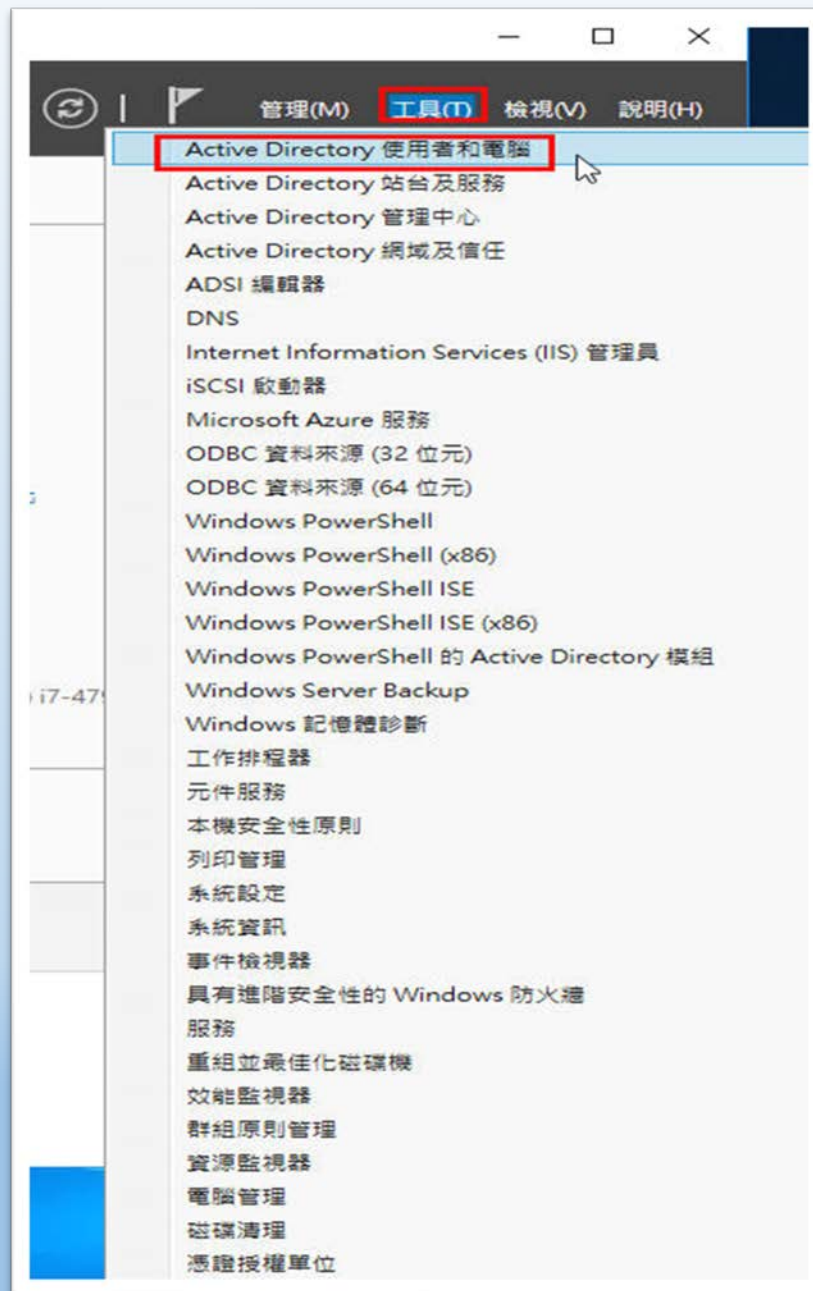 管理(M) 工具(T) 檢視(V) 說明(H)
Active Directory 使用者和電腦
Active Directory 站台及服務
Active Directory 管理中心
Active Directory 網域及信任
ADSI 編輯器
DNS
Internet Information Services (IIS) 管理員
iSCSI 啟動器
Microsoft Azure 服務
ODBC 資料來源 (32 位元)
ODBC 資料來源 (64 位元)
Windows PowerShell
Windows PowerShell (x86)
Windows PowerShell ISE
Windows PowerShell ISE (x86)
Windows PowerShell 的 Active Directory 模組
) i7-479
Windows Server Backup
Windows 記憶體診斷
工作排程器
元件服務
本機安全性原則
列印管理
系統設定
系統資訊
事件檢視器
具有進階安全性的 Windows 防火牆
服務
重組並最佳化磁碟機
效能監視器
群組原則管理
資源監視器
電腦管理
磁碟清理
憑證授權單位